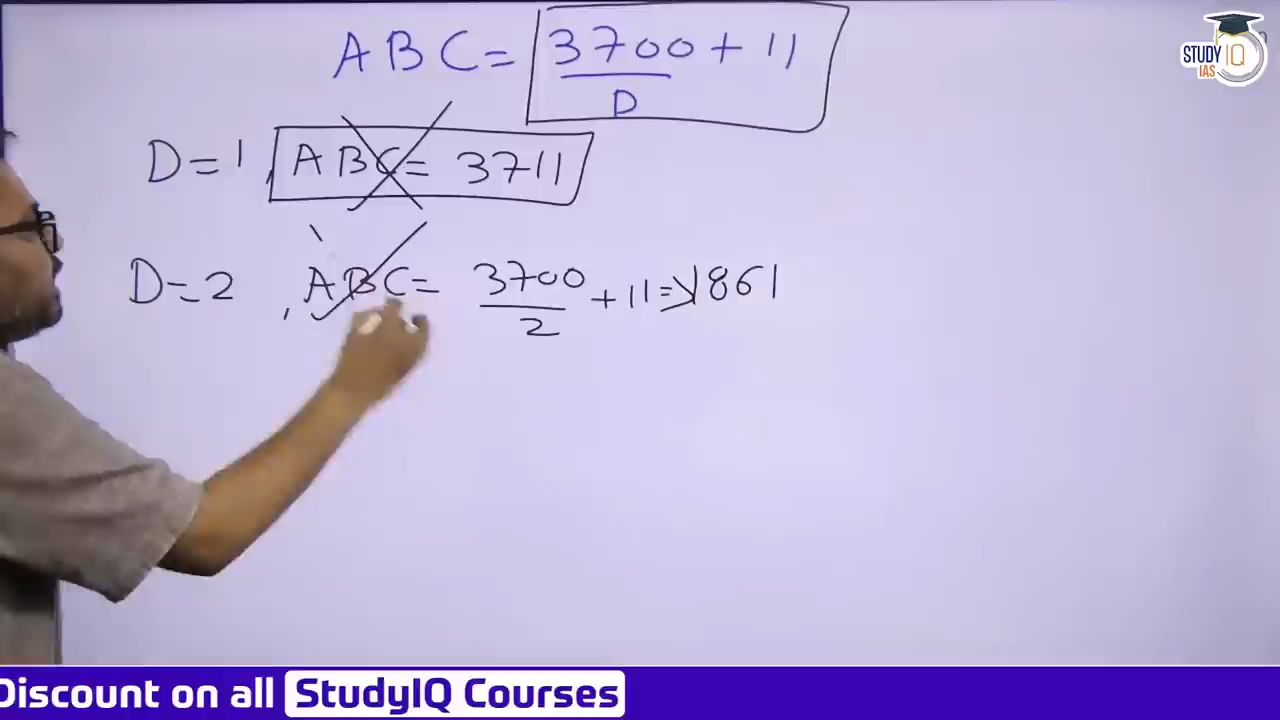 ABC = 3700/D + 11
STUDY IQ
IAS
D=1, ABC = 3711
D=2, ABC = 3700/2 + 11 => 1861
Discount on all StudyIQ Courses